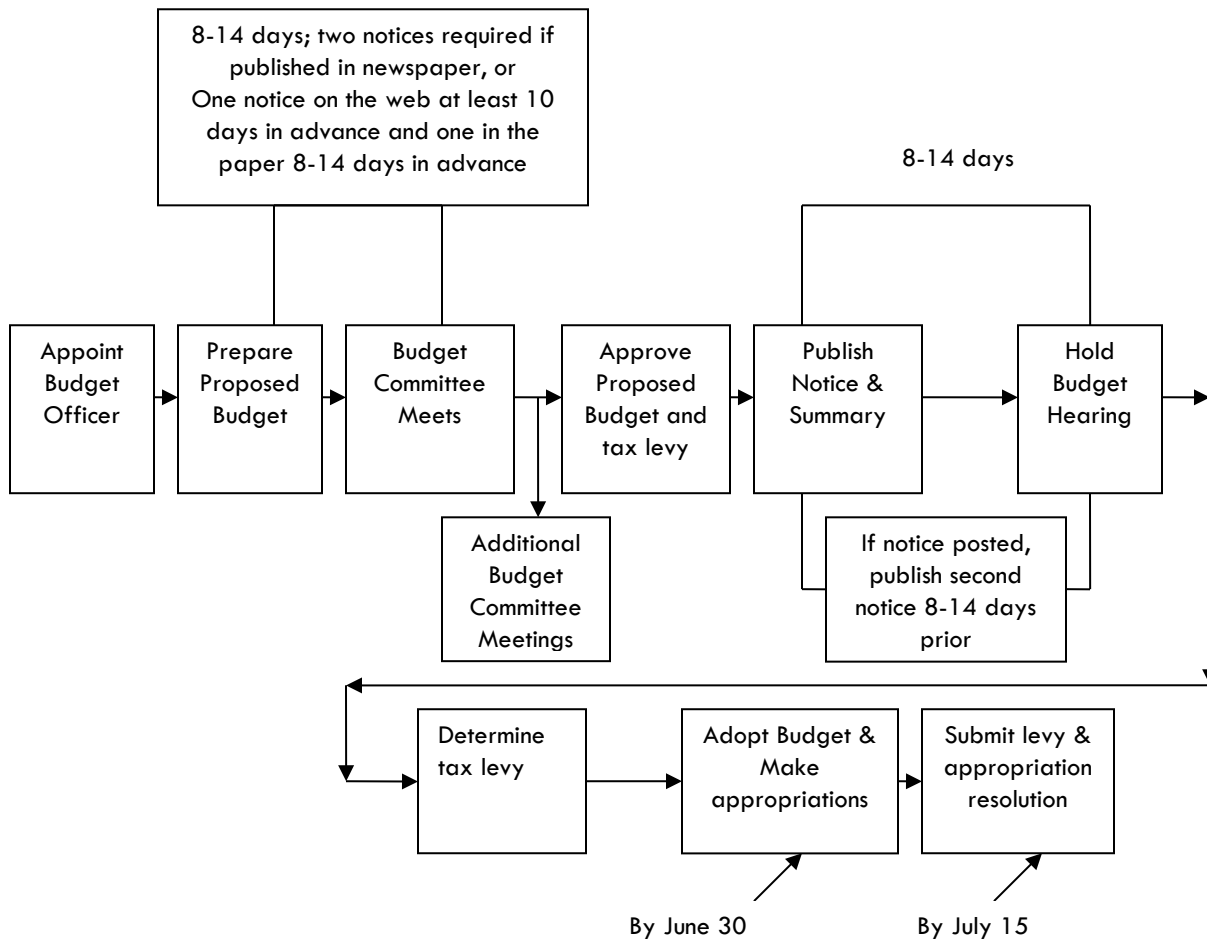 8-14 days; two notices required if
published in newspaper, or
One notice on the web at least 10
days in advance and one in the
paper 8-14 days in advance
8-14 days
Appoint
Budget
Officer
Prepare
Proposed
Budget
Budget
Committee
Meets
Approve
Proposed
Budget and
tax levy
Publish
Notice &
Summary
Hold
Budget
Hearing
Additional
Budget
Committee
Meetings
If notice posted,
publish second
notice 8-14 days
prior
Determine
tax levy
Adopt Budget &
Make
appropriations
Submit levy &
appropriation
resolution
By June 30
By July 15